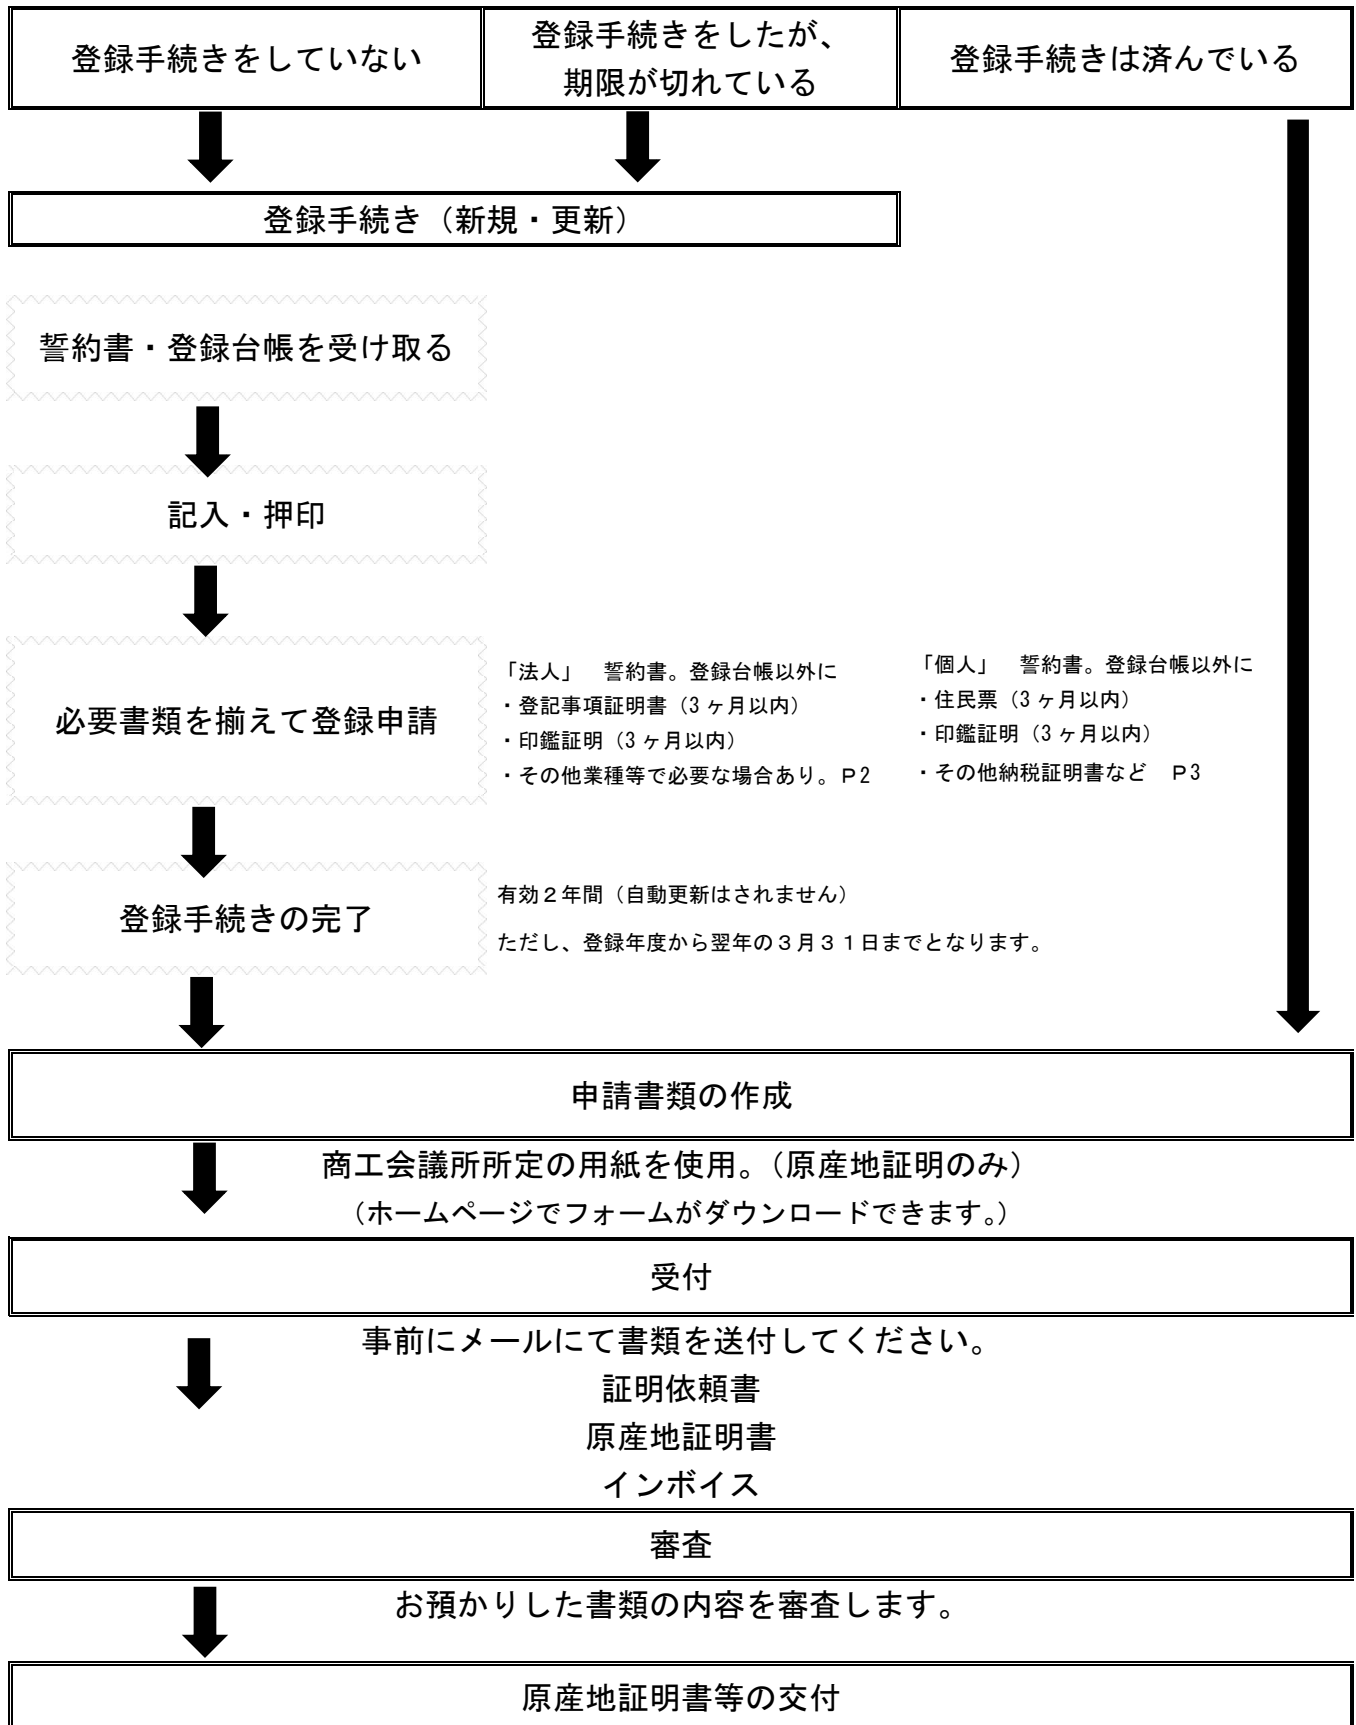 登録手続きをしていない
登録手続きをしたが、
期限が切れている
登録手続きは済んでいる
登録手続き（新規・更新）
誓約書・登録台帳を受け取る
記入・押印
必要書類を揃えて登録申請
「法人」　誓約書。登録台帳以外に
・登記事項証明書（3 ヶ月以内）
・印鑑証明（3 ヶ月以内）
・その他業種等で必要な場合あり。Ｐ2
「個人」　誓約書。登録台帳以外に
・住民票（3 ヶ月以内）
・印鑑証明（3 ヶ月以内）
・その他納税証明書など　Ｐ3
登録手続きの完了
有効２年間（自動更新はされません）
ただし、登録年度から翌年の３月３１日までとなります。
申請書類の作成
商工会議所所定の用紙を使用。（原産地証明のみ）
（ホームページでフォームがダウンロードできます。）
受付
事前にメールにて書類を送付してください。
証明依頼書
原産地証明書
インボイス
審査
お預かりした書類の内容を審査します。
原産地証明書等の交付